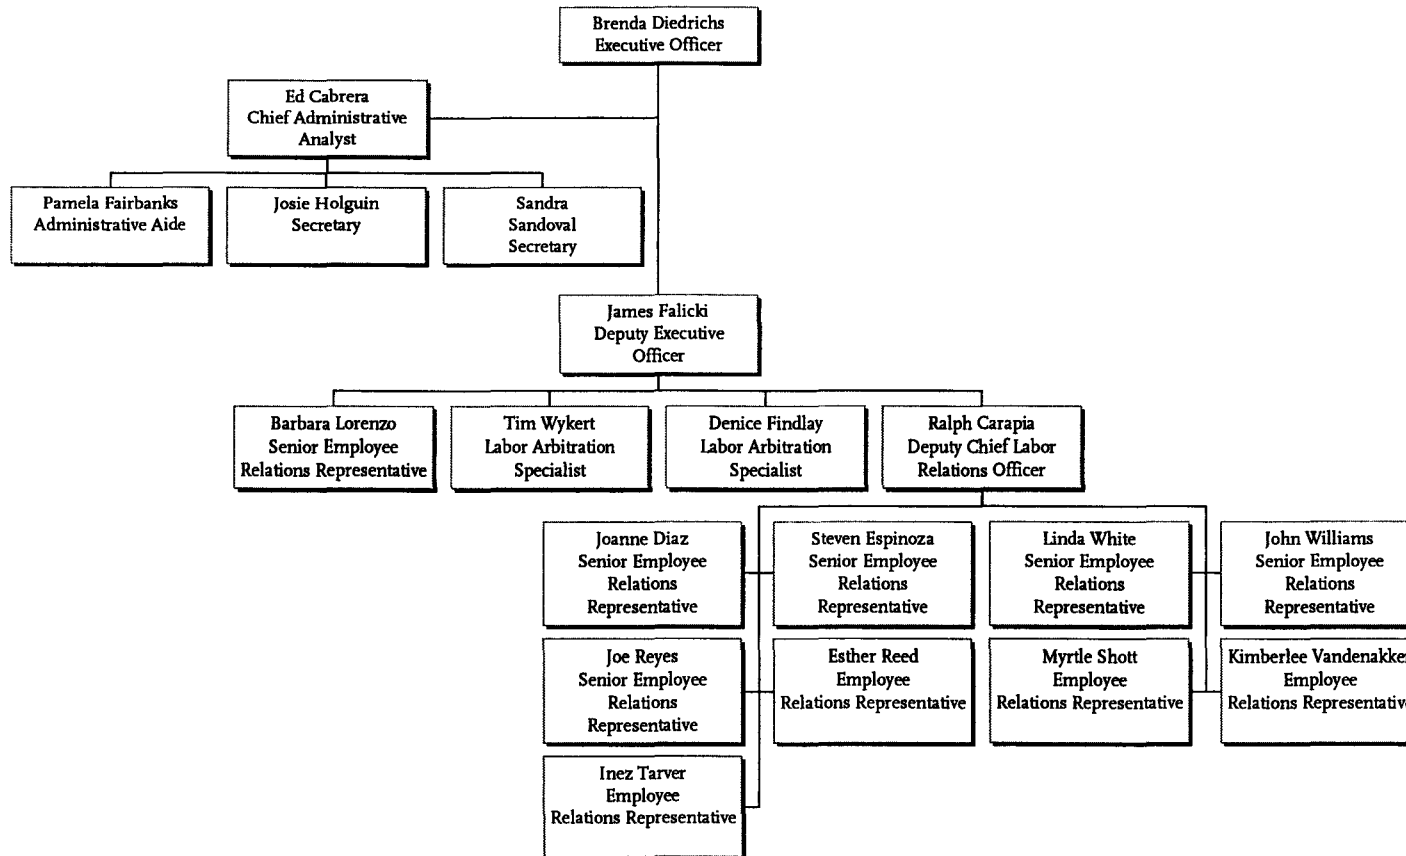 Brenda Diedrichs
Executive Officer
Ed Cabrera
Chief Administrative
Analyst
Pamela Fairbanks
Administrative Aide
Josie Holguin
Secretary
Sandra
Sandoval
Secretary
James Falicki
Deputy Executive
Officer
Barbara Lorenzo
Senior Employee
Relations Representative
Tim Wykert
Labor Arbitration
Specialist
Denice Findlay
Labor Arbitration
Specialist
Ralph Carapia
Deputy Chief Labor
Relations Officer
Joanne Diaz
Senior Employee
Relations
Representative
Steven Espinoza
Senior Employee
Relations
Representative
Linda White
Senior Employee
Relations
Representative
John Williams
Senior Employee
Relations
Representative
Joe Reyes
Senior Employee
Relations
Representative
Esther Reed
Employee
Relations Representative
Myrtle Shott
Employee
Relations Representative
Kimberlee
Employee
Relations
Inez Tarver
Employee
Relations Representative